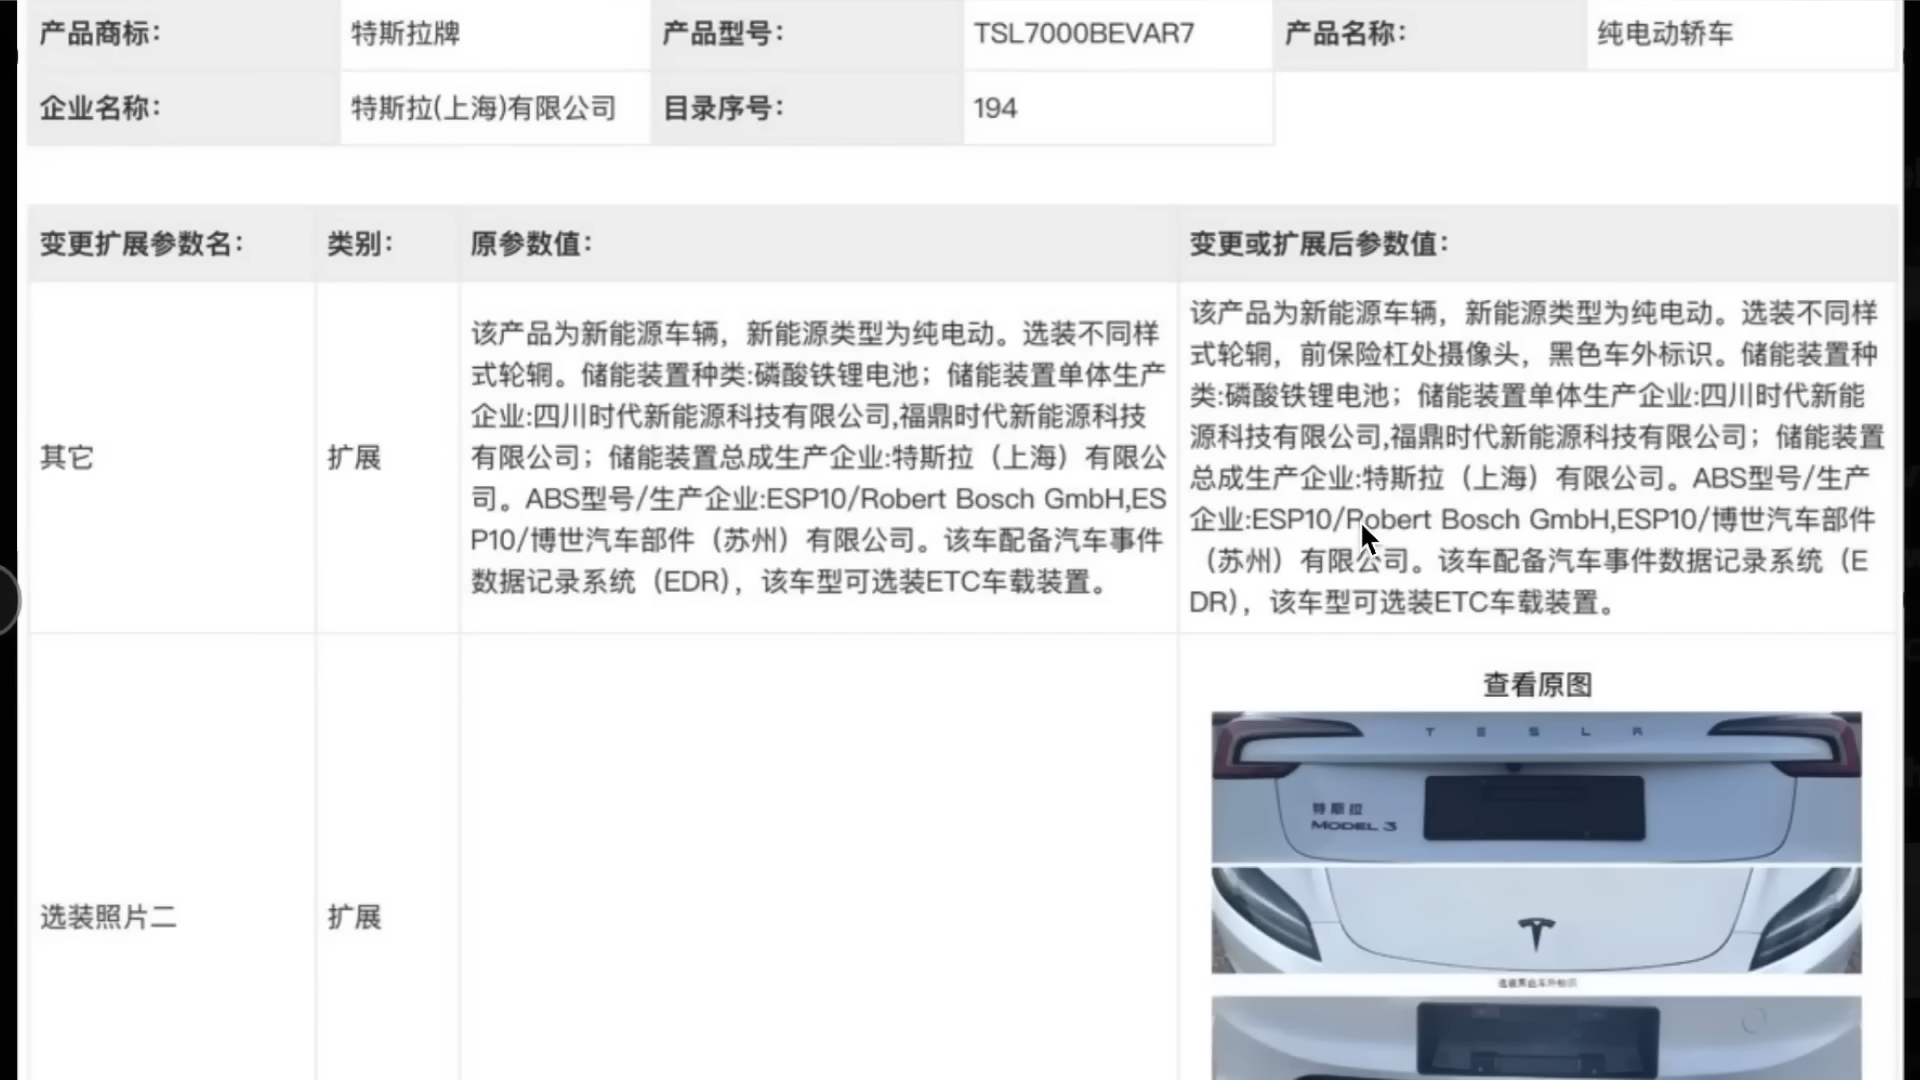 产品商标： 特斯拉牌 产品型号： TSL7000BEVAR7 产品名称： 纯电动轿车
企业名称： 特斯拉(上海)有限公司 目录序号： 194
变更扩展参数名： 类别： 原参数值： 变更或扩展后参数值：
其它
扩展
该产品为新能源车辆，新能源类型为纯电动。选装不同样
式轮辋。储能装置种类:磷酸铁锂电池；储能装置单体生产
企业:四川时代新能源科技有限公司,福鼎时代新能源科技
有限公司；储能装置总成生产企业:特斯拉（上海）有限公
司。ABS型号/生产企业:ESP10/Robert Bosch GmbH,ES
P10/博世汽车部件（苏州）有限公司。该车配备汽车事件
数据记录系统（EDR），该车型可选装ETC车载装置。
该产品为新能源车辆，新能源类型为纯电动。选装不同样
式轮辋，前保险杠处摄像头，黑色车外标识。储能装置种
类:磷酸铁锂电池；储能装置单体生产企业:四川时代新能
源科技有限公司,福鼎时代新能源科技有限公司；储能装置
总成生产企业:特斯拉（上海）有限公司。ABS型号/生产
企业:ESP10/Robert Bosch GmbH,ESP10/博世汽车部件
（苏州）有限公司。该车配备汽车事件数据记录系统（E
DR），该车型可选装ETC车载装置。
选装照片二
扩展
查看原图
TESLA
特斯拉
MODEL 3
选装黑色车外标识